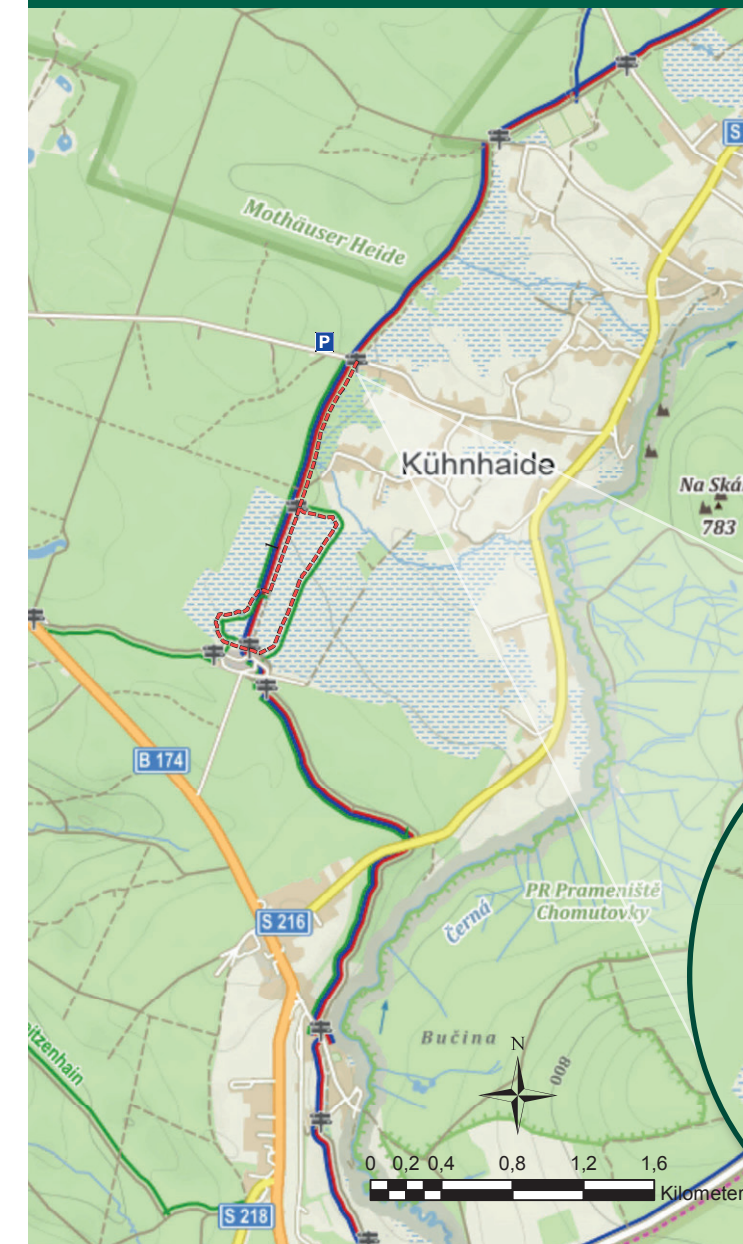 S
Mothäuser Heide
P
Kühnhaide
Na Ská
783
B 174
PR Prameniště
Chomutovky
S 216
Černá
itzenhain
Bučina
N
800
0 0,2 0,4 0,8 1,2 1,6
Kilometer
S 218